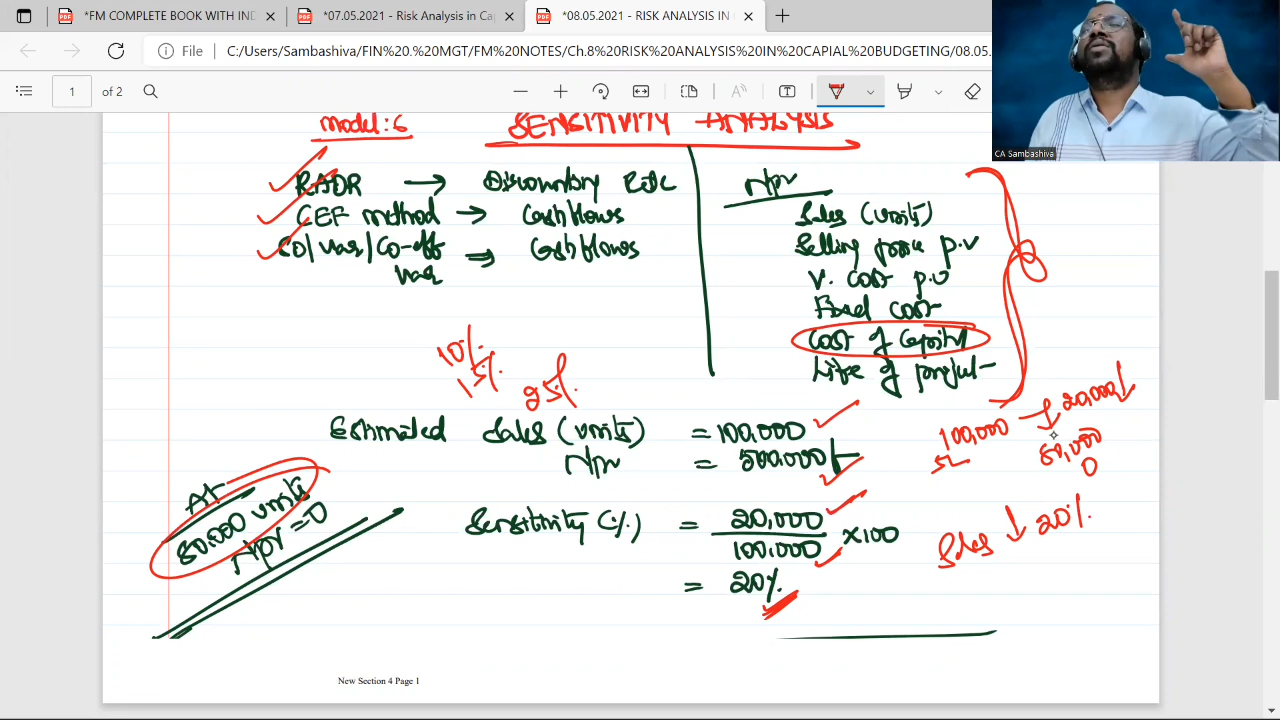 *FM COMPLETE BOOK WITH IND
*07.05.2021 - Risk Analysis in Ca
*08.05.2021 - RISK ANALYSIS IN
File
C:/Users/Sambashiva/FIN%20.%20MGT/FM%20NOTES/Ch.8%20RISK%20ANALYSIS%20IN%20CAPIAL%20BUDGETING/08.05.
1 of 2
CA Sambashiva
model:6
SENSITIVITY ANALYSIS
RADR → Discounting Rate
CEF method → Cashflows
SD/Var/Co-eff ⇒ Cashflows
Var
NPV
Sales (units)
Selling price p.u
V. Cost p.u
Fixed cost
Cost of Capital
Life of project
10%
15%
25%
Estimated Sales (units) = 100,000
NPV = 500,000/-
Sensitivity (%) = 20,000
100,000 ×100
= 20%
At
80,000 units
NPV = 0
100,000 → 20,000 ↓
5L
80,000
0
Sales ↓ 20%.
New Section 4 Page 1